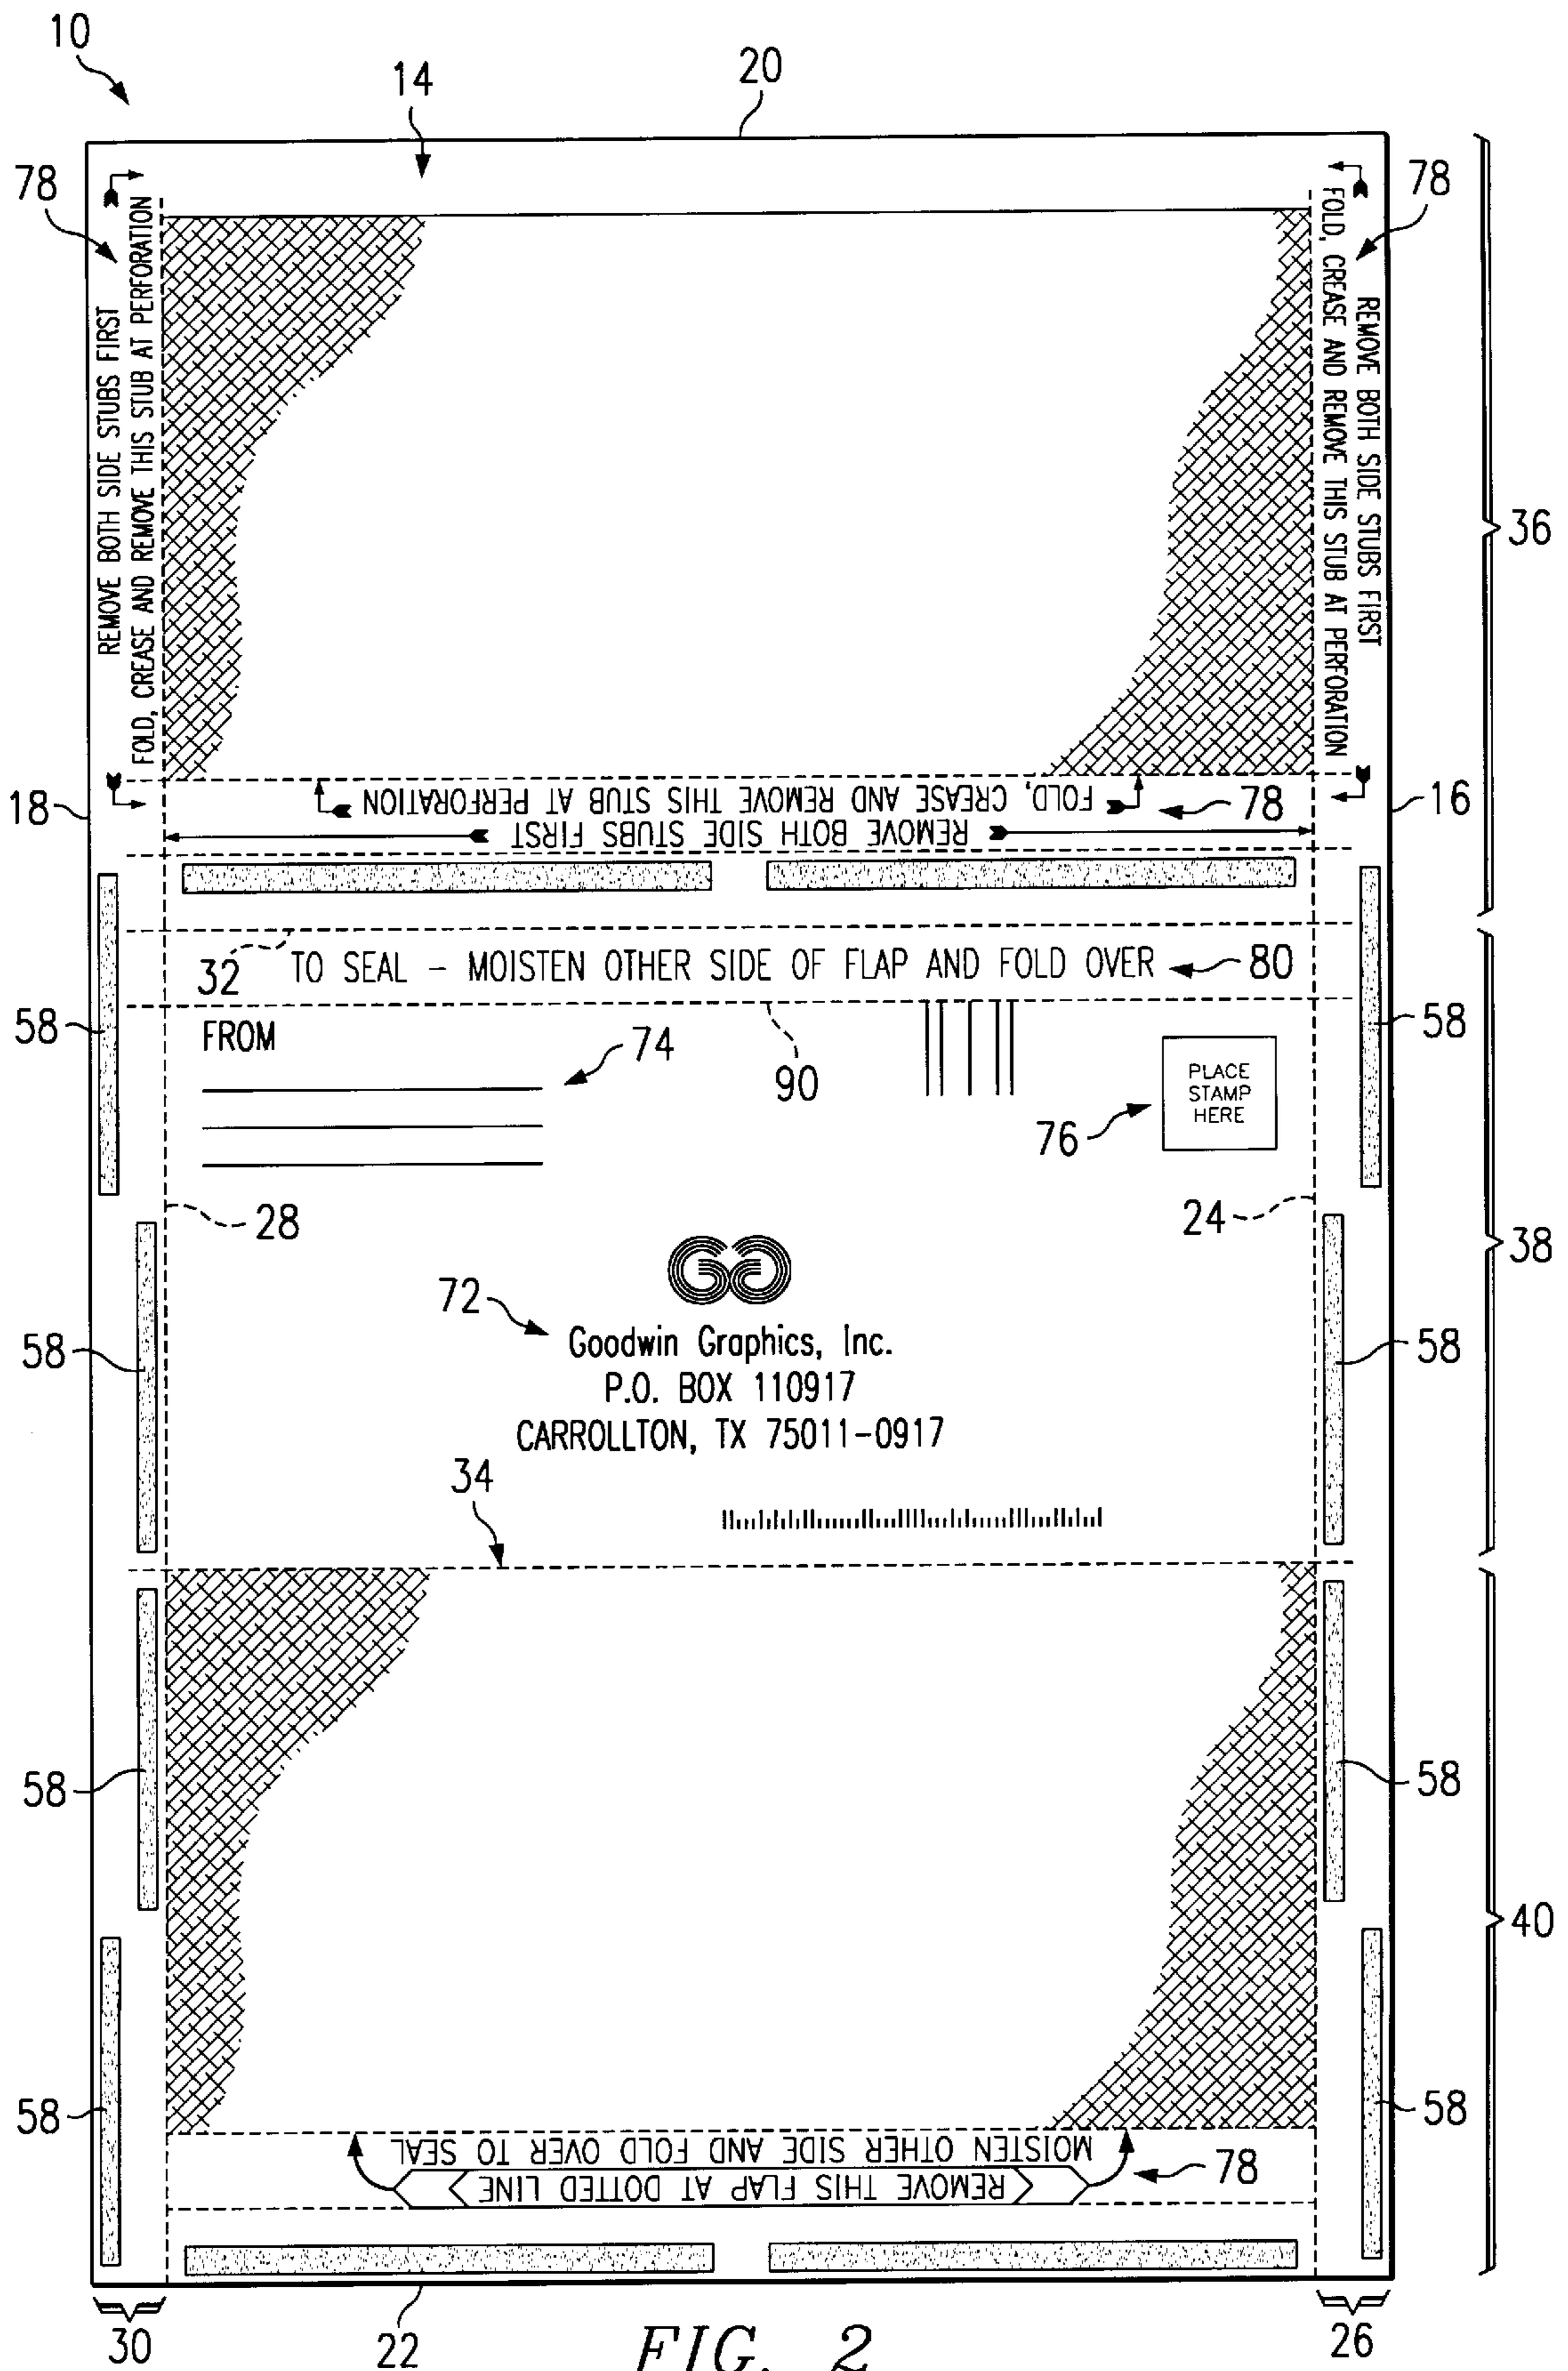 10
14
20
78
78
REMOVE BOTH SIDE STUBS FIRST
FOLD, CREASE AND REMOVE THIS STUB AT PERFORATION
FOLD, CREASE AND REMOVE THIS STUB AT PERFORATION
REMOVE BOTH SIDE STUBS FIRST
36
18
16
FOLD, CREASE AND REMOVE THIS STUB AT PERFORATION
78
REMOVE BOTH SIDE STUBS FIRST
32
TO SEAL – MOISTEN OTHER SIDE OF FLAP AND FOLD OVER
80
58
58
FROM
74
90
76
PLACE
STAMP
HERE
28
24
38
72
Goodwin Graphics, Inc.
P.O. BOX 110917
CARROLLTON, TX 75011-0917
58
58
34
58
58
40
58
58
MOISTEN OTHER SIDE AND FOLD OVER TO SEAL
78
REMOVE THIS FLAP AT DOTTED LINE
30
22
26
FIG. 2